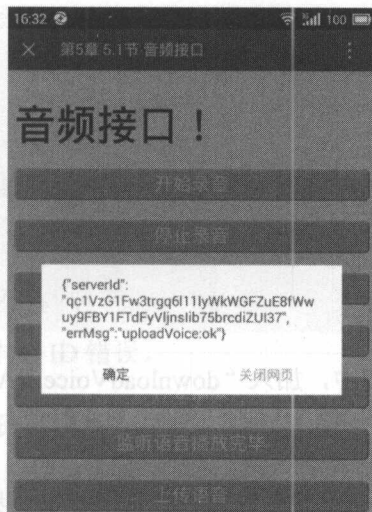 16:32 100
第5章 5.1节 音频接口
音频接口！
开始录音
停止录音
{"serverId":
"qc1VzG1Fw3trgq6l11IyWkWGFZuE8fWw
uy9FBY1FTdFyVljnsIib75brcdiZUl37",
"errMsg":"uploadVoice:ok"}
确定 关闭网页
监听语音播放完毕
上传语音